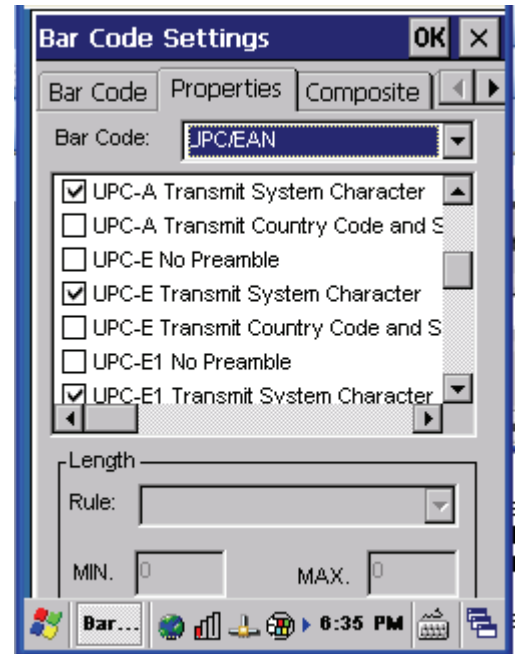 Bar Code Settings OK
Bar Code Properties Composite
Bar Code: UPC/EAN
UPC-A Transmit System Character
UPC-A Transmit Country Code and S
UPC-E No Preamble
UPC-E Transmit System Character
UPC-E Transmit Country Code and S
UPC-E1 No Preamble
UPC-E1 Transmit System Character
Length
Rule:
MIN. 0 MAX. 0
Bar... 6:35 PM